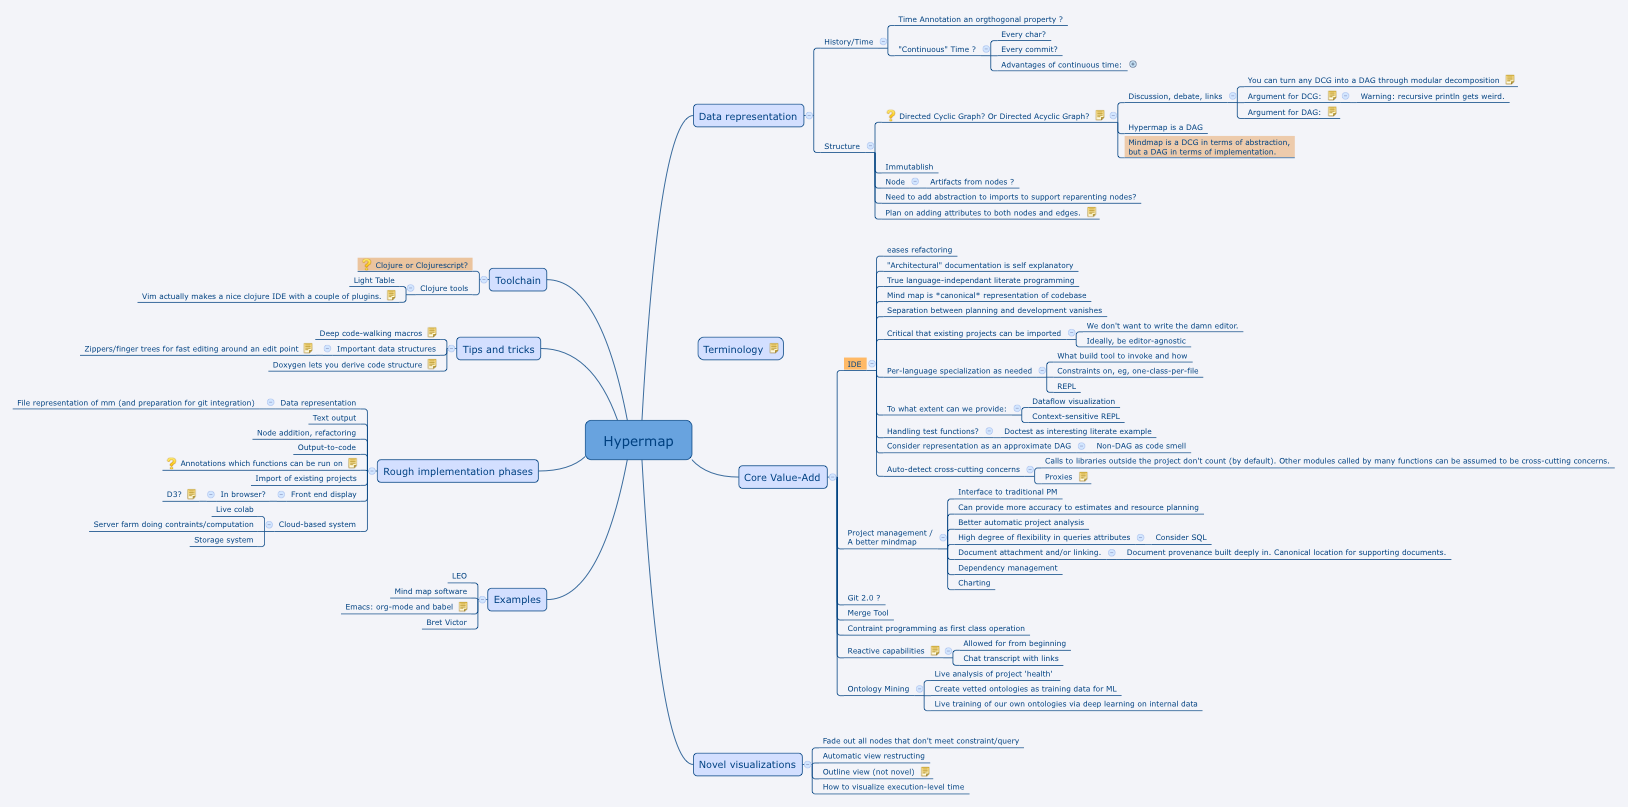 Hypermap
Data representation
History/Time
Time Annotation an orgthogonal property ?
"Continuous" Time ?
Every char?
Every commit?
Advantages of continuous time:
Structure
Directed Cyclic Graph? Or Directed Acyclic Graph?
Discussion, debate, links
You can turn any DCG into a DAG through modular decomposition
Argument for DCG:
Warning: recursive println gets weird.
Argument for DAG:
Hypermap is a DAG
Mindmap is a DCG in terms of abstraction,
but a DAG in terms of implementation.
Immutablish
Node
Artifacts from nodes ?
Need to add abstraction to imports to support reparenting nodes?
Plan on adding attributes to both nodes and edges.
Terminology
Core Value-Add
IDE
eases refactoring
"Architectural" documentation is self explanatory
True language-independant literate programming
Mind map is *canonical* representation of codebase
Separation between planning and development vanishes
Critical that existing projects can be imported
We don't want to write the damn editor.
Ideally, be editor-agnostic
Per-language specialization as needed
What build tool to invoke and how
Constraints on, eg, one-class-per-file
REPL
To what extent can we provide:
Dataflow visualization
Context-sensitive REPL
Handling test functions?
Doctest as interesting literate example
Consider representation as an approximate DAG
Non-DAG as code smell
Auto-detect cross-cutting concerns
Calls to libraries outside the project don't count (by default). Other modules called by many functions can be assumed to be cross-cutting concerns.
Proxies
Project management /
A better mindmap
Interface to traditional PM
Can provide more accuracy to estimates and resource planning
Better automatic project analysis
High degree of flexibility in queries attributes
Consider SQL
Document attachment and/or linking.
Document provenance built deeply in. Canonical location for supporting documents.
Dependency management
Charting
Git 2.0 ?
Merge Tool
Contraint programming as first class operation
Reactive capabilities
Allowed for from beginning
Chat transcript with links
Ontology Mining
Live analysis of project 'health'
Create vetted ontologies as training data for ML
Live training of our own ontologies via deep learning on internal data
Novel visualizations
Fade out all nodes that don't meet constraint/query
Automatic view restructing
Outline view (not novel)
How to visualize execution-level time
Toolchain
Clojure or Clojurescript?
Clojure tools
Light Table
Vim actually makes a nice clojure IDE with a couple of plugins.
Tips and tricks
Deep code-walking macros
Important data structures
Zippers/finger trees for fast editing around an edit point
Doxygen lets you derive code structure
Rough implementation phases
Data representation
File representation of mm (and preparation for git integration)
Text output
Node addition, refactoring
Output-to-code
Annotations which functions can be run on
Import of existing projects
Front end display
In browser?
D3?
Cloud-based system
Live colab
Server farm doing contraints/computation
Storage system
Examples
LEO
Mind map software
Emacs: org-mode and babel
Bret Victor